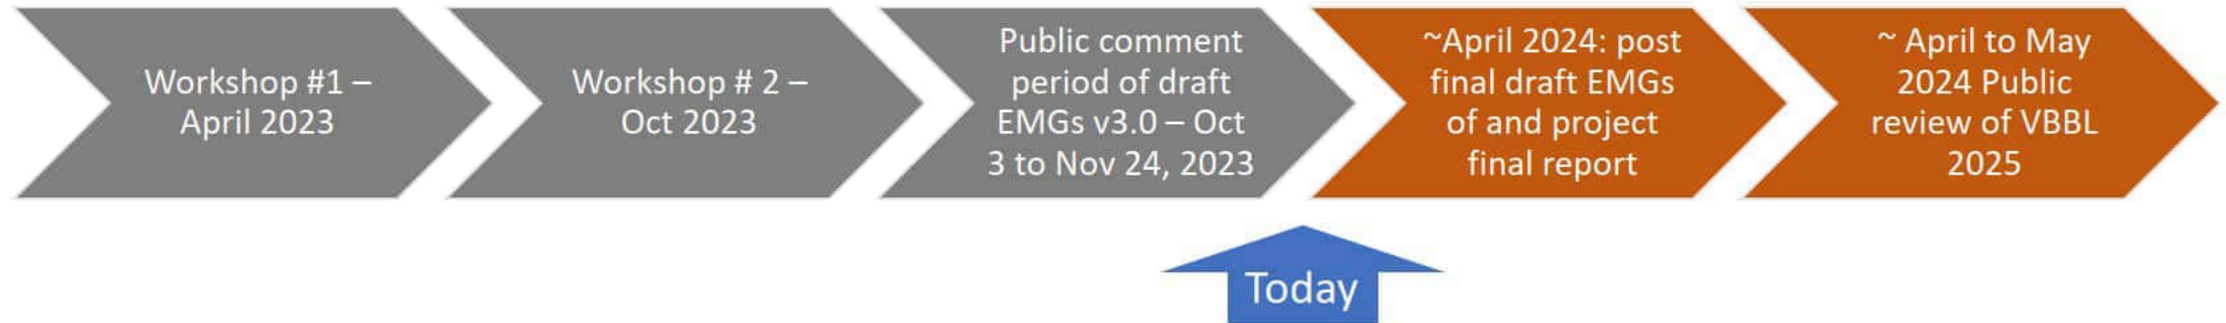 Workshop #1 –
April 2023
Workshop # 2 –
Oct 2023
Public comment
period of draft
EMGs v3.0 – Oct
3 to Nov 24, 2023
~April 2024: post
final draft EMGs
of and project
final report
~ April to May
2024 Public
review of VBBL
2025
Today